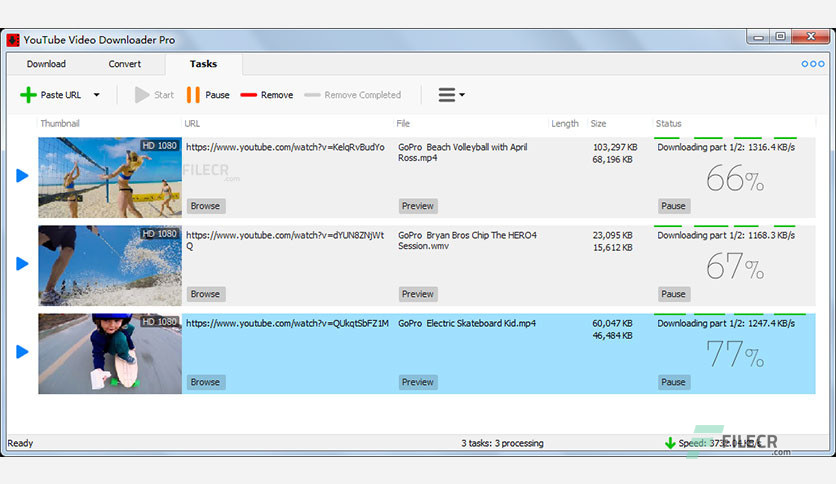 YouTube Video Downloader Pro
Download Convert Tasks
Paste URL Start Pause Remove Remove Completed
Thumbnail URL File Length Size Status
HD 1080 https://www.youtube.com/watch?v=KelqRvBudYo GoPro Beach Volleyball with April 103,297 KB Downloading part 1/2: 1316.4 KB/s
Ross.mp4 68,196 KB
FILECR
.com
66%
Browse Preview Pause
HD 1080 https://www.youtube.com/watch?v=dYUN8ZNjWt GoPro Bryan Bros Chip The HERO4 23,095 KB Downloading part 1/2: 1168.3 KB/s
Q Session.wmv 15,612 KB
67%
Browse Preview Pause
HD 1080 https://www.youtube.com/watch?v=QUkqtSbFZ1M GoPro Electric Skateboard Kid.mp4 60,047 KB Downloading part 1/2: 1247.4 KB/s
46,484 KB
77%
Browse Preview Pause
Ready 3 tasks: 3 processing Speed: 3732.04 KB/s
FILECR
.com